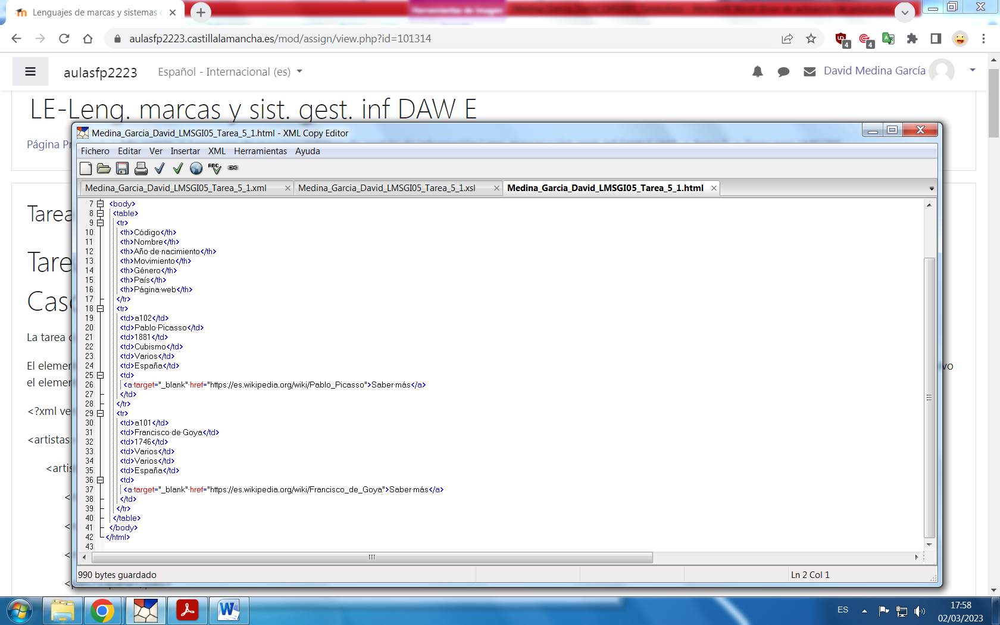 Lenguajes de marcas y sistemas
aulasfp2223.castillalamancha.es/mod/assign/view.php?id=101314
4
4
aulasfp2223
Español - Internacional (es)
David Medina García
LE-Leng. marcas y sist. gest. inf DAW E
Página
Medina_Garcia_David_LMSGI05_Tarea_5_1.html - XML Copy Editor
Fichero Editar Ver Insertar XML Herramientas Ayuda
Medina_Garcia_David_LMSGI05_Tarea_5_1.xml
Medina_Garcia_David_LMSGI05_Tarea_5_1.xsl
Medina_Garcia_David_LMSGI05_Tarea_5_1.html
7 <body>
8 <table>
9 <tr>
10 <th>Código</th>
11 <th>Nombre</th>
12 <th>Año·de·nacimiento</th>
13 <th>Movimiento</th>
14 <th>Género</th>
15 <th>País</th>
16 <th>Página·web</th>
17 </tr>
18 <tr>
19 <td>a102</td>
20 <td>Pablo·Picasso</td>
21 <td>1881</td>
22 <td>Cubismo</td>
23 <td>Varios</td>
24 <td>España</td>
25 <td>
26 <a·target="_blank"·href="https://es.wikipedia.org/wiki/Pablo_Picasso">Saber·más</a>
27 </td>
28 </tr>
29 <tr>
30 <td>a101</td>
31 <td>Francisco·de·Goya</td>
32 <td>1746</td>
33 <td>Varios</td>
34 <td>Varios</td>
35 <td>España</td>
36 <td>
37 <a·target="_blank"·href="https://es.wikipedia.org/wiki/Francisco_de_Goya">Saber·más</a>
38 </td>
39 </tr>
40 </table>
41 </body>
42 </html>
43
990 bytes guardado
Ln 2 Col 1
Tarea
Tare
Cas
La tarea
El elemen
vo
el elemen
<?xml ve
<artistas
<artis
<
<
<
<
ES
17:58
02/03/2023